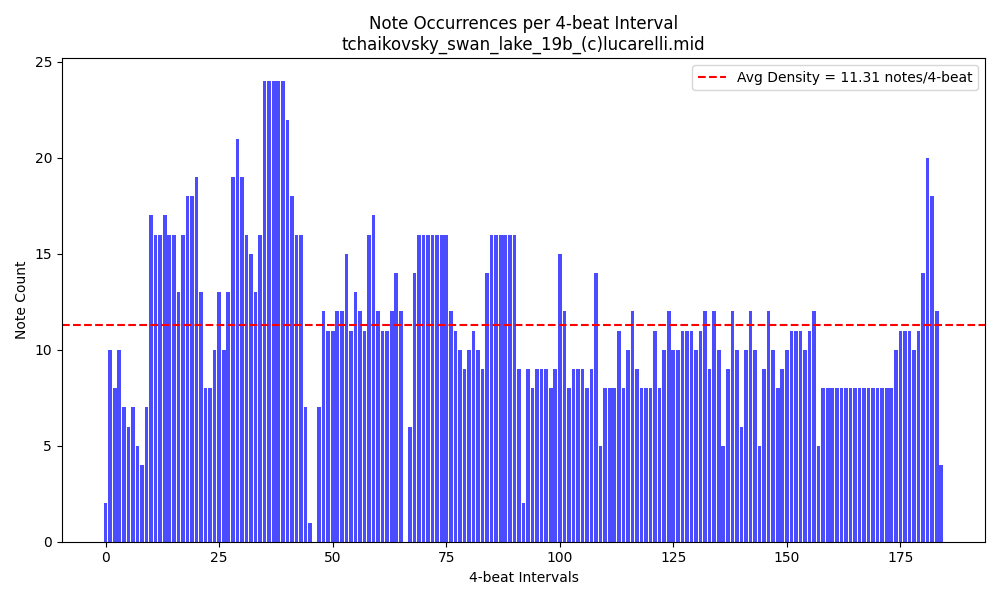 Note Occurrences per 4-beat Interval
tchaikovsky_swan_lake_19b_(c)lucarelli.mid
Avg Density = 11.31 notes/4-beat
Note Count
25
20
15
10
5
0
0
25
50
75
100
125
150
175
4-beat Intervals